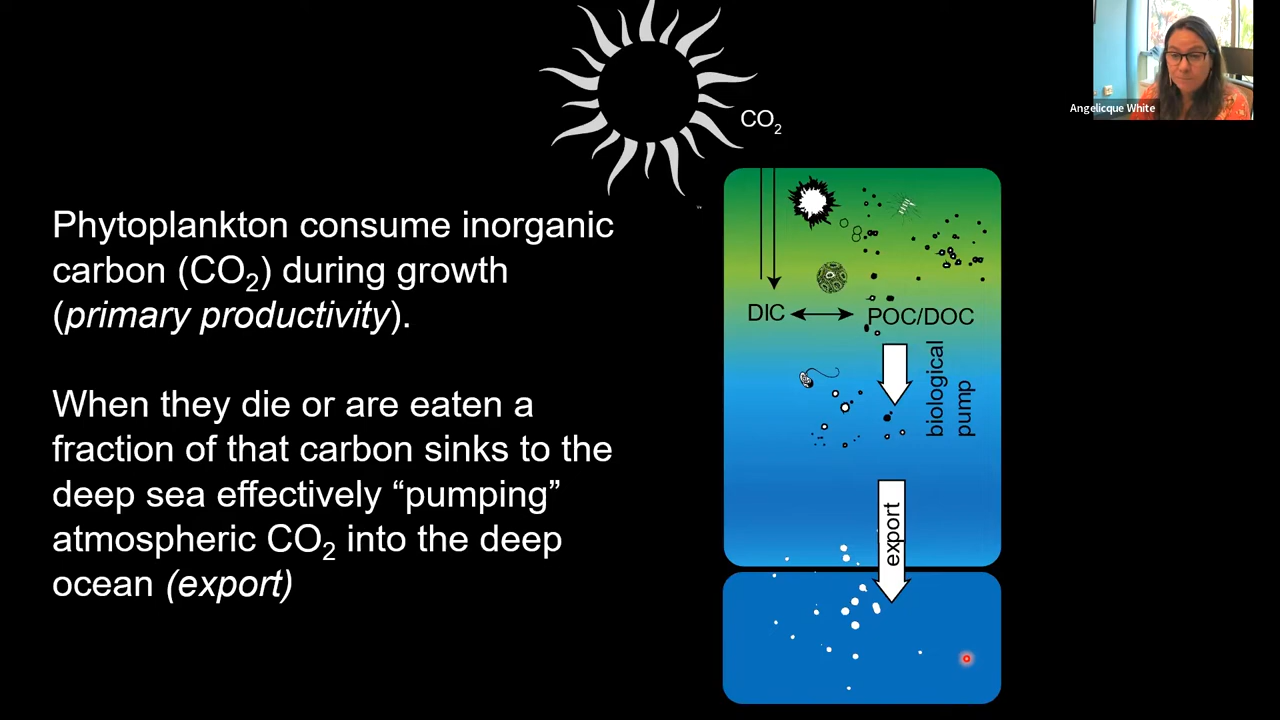 Angelicque White
CO₂
Phytoplankton consume inorganic
carbon (CO₂) during growth
(primary productivity).
When they die or are eaten a
fraction of that carbon sinks to the
deep sea effectively “pumping”
atmospheric CO₂ into the deep
ocean (export)
DIC
POC/DOC
biological
pump
export